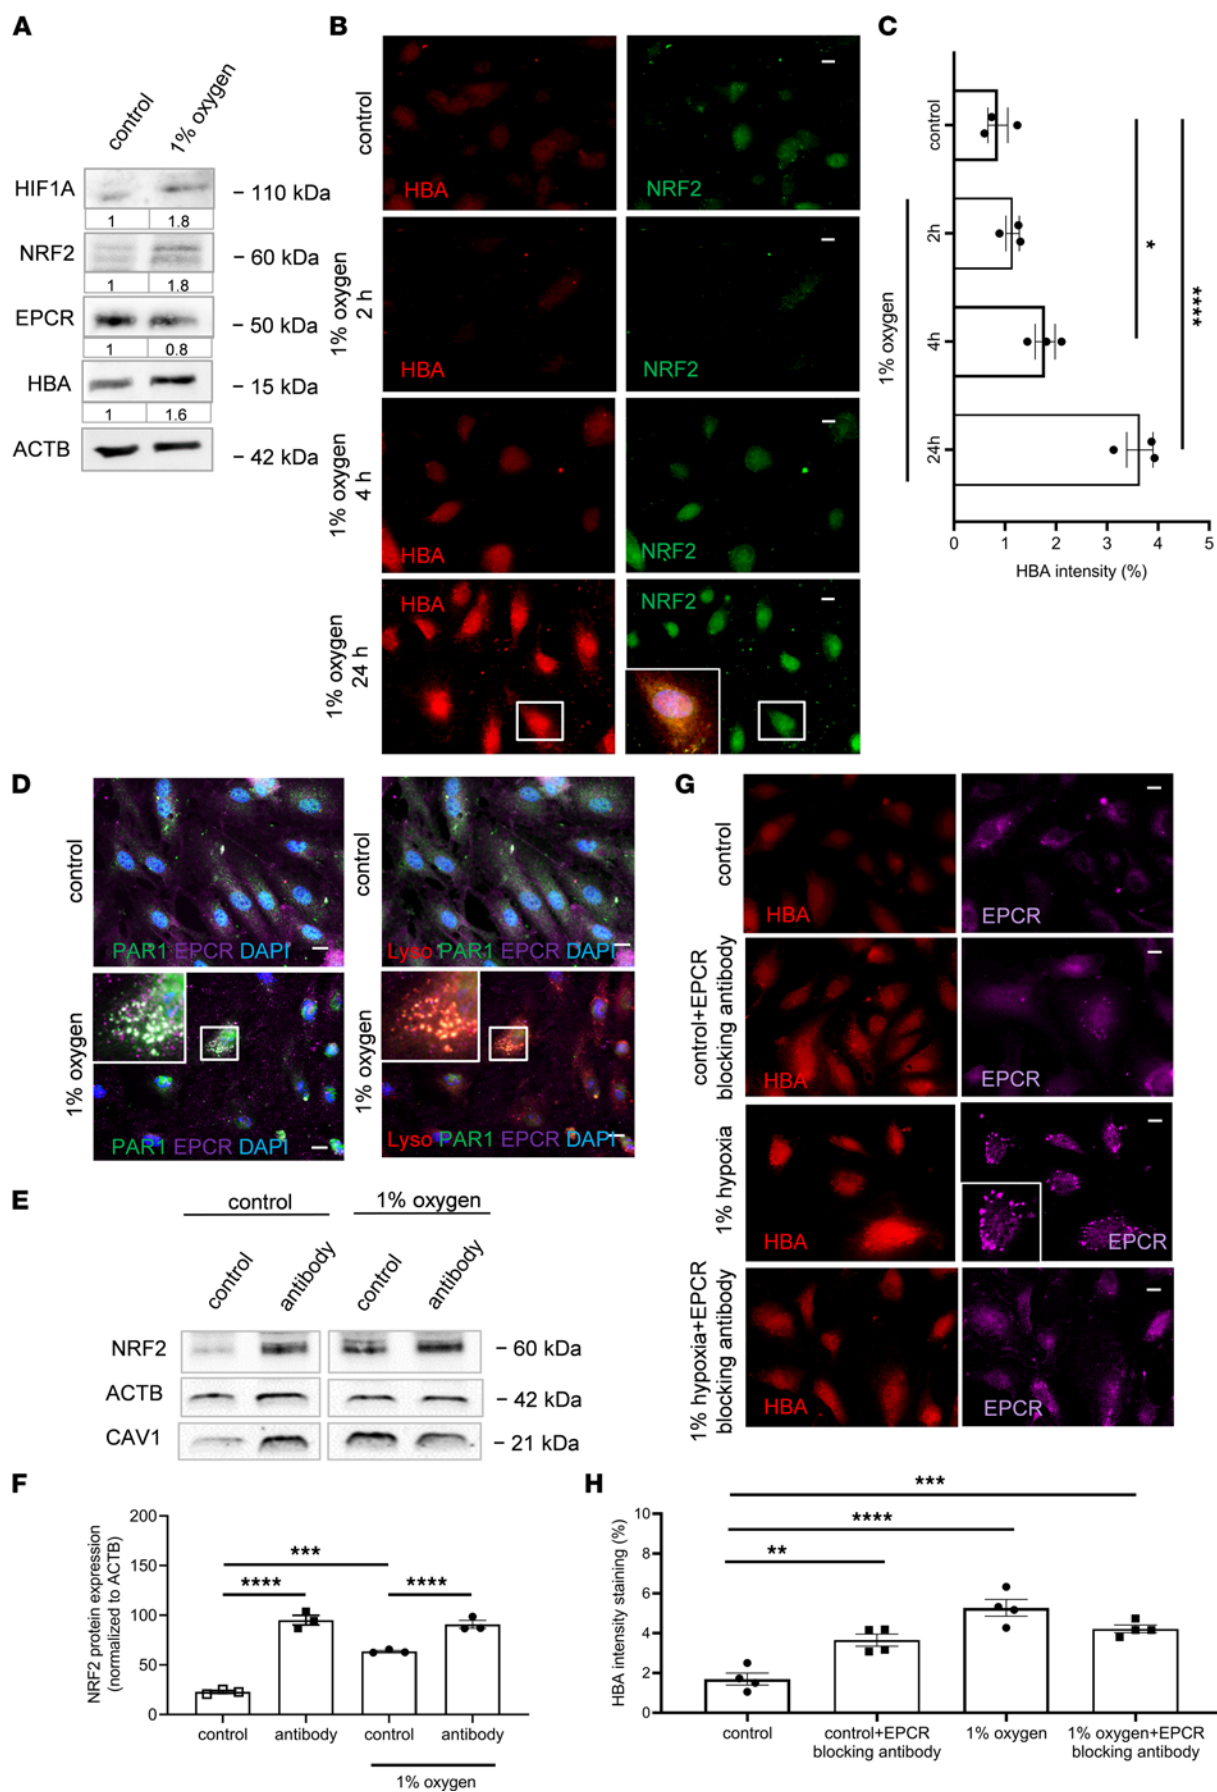 A
control
1% oxygen
HIF1A
– 110 kDa
1
1.8
NRF2
– 60 kDa
1
1.8
EPCR
– 50 kDa
1
0.8
HBA
– 15 kDa
1
1.6
ACTB
– 42 kDa
B
control
HBA
NRF2
1% oxygen
2 h
HBA
NRF2
1% oxygen
4 h
HBA
NRF2
1% oxygen
24 h
HBA
NRF2
C
control
2h
4h
24h
1% oxygen
*
****
0
1
2
3
4
5
HBA intensity (%)
D
control
PAR1 EPCR DAPI
Lyso PAR1 EPCR DAPI
1% oxygen
PAR1 EPCR DAPI
1% oxygen
Lyso PAR1 EPCR DAPI
E
control
1% oxygen
control
antibody
control
antibody
NRF2
– 60 kDa
ACTB
– 42 kDa
CAV1
– 21 kDa
F
NRF2 protein expression
(normalized to ACTB)
200
150
100
50
0
***
****
****
control
antibody
control
antibody
1% oxygen
G
control
HBA
EPCR
control+EPCR
blocking antibody
HBA
EPCR
1% hypoxia
HBA
EPCR
1% hypoxia+EPCR
blocking antibody
HBA
EPCR
H
HBA intensity staining (%)
10
8
6
4
2
0
***
****
**
control
control+EPCR
blocking antibody
1% oxygen
1% oxygen+EPCR
blocking antibody